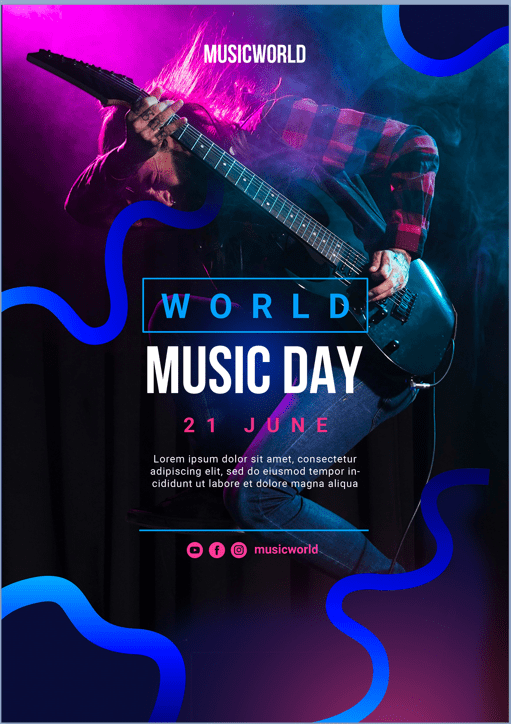 MUSICWORLD
WORLD
MUSIC DAY
21 JUNE
Lorem ipsum dolor sit amet, consectetur
adipiscing elit, sed do eiusmod tempor in-
cididunt ut labore et dolore magna aliqua
musicworld